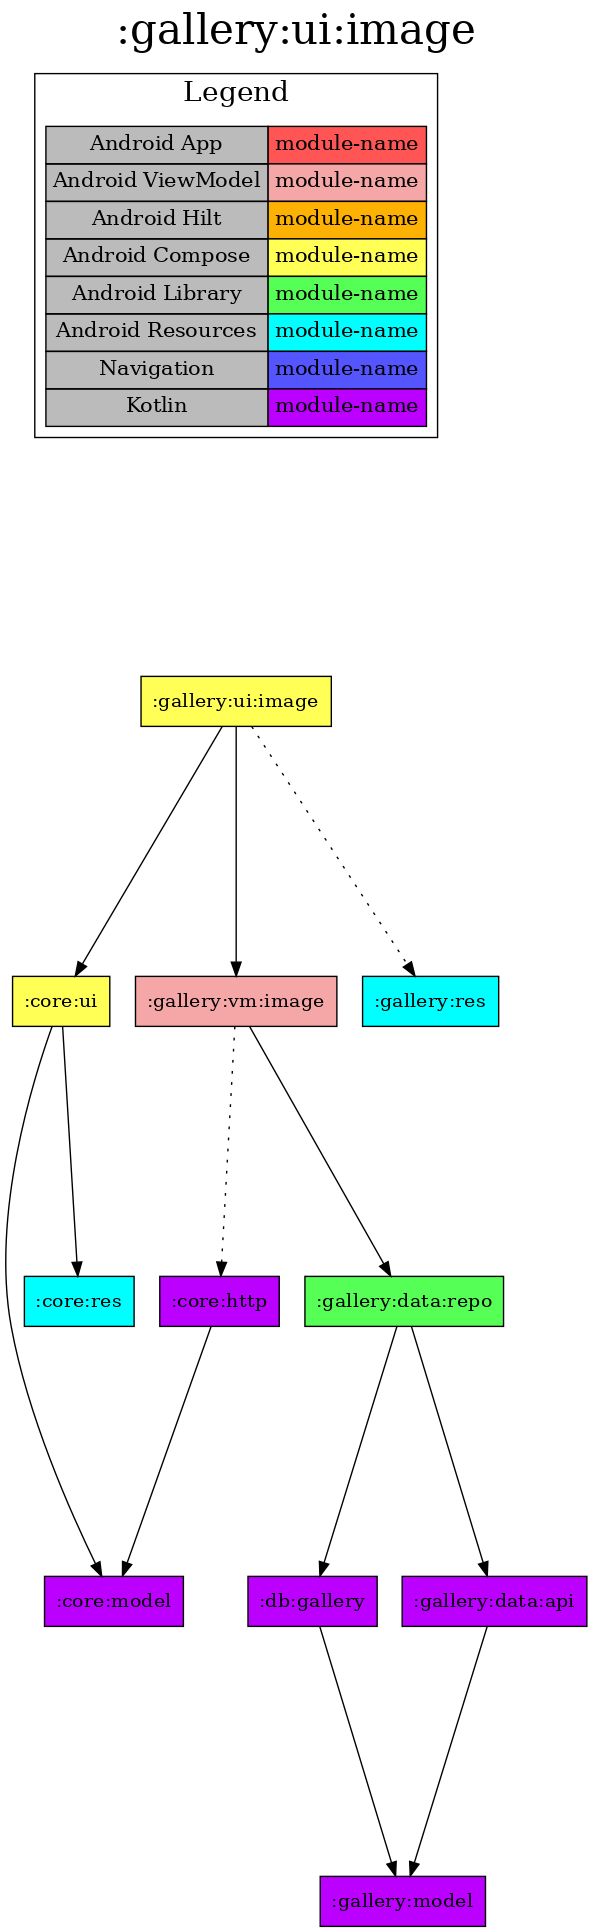 :gallery:ui:image
Legend
Android App module-name
Android ViewModel module-name
Android Hilt module-name
Android Compose module-name
Android Library module-name
Android Resources module-name
Navigation module-name
Kotlin module-name
:gallery:ui:image
:core:ui :gallery:vm:image :gallery:res
:core:res :core:http :gallery:data:repo
:core:model :db:gallery :gallery:data:api
:gallery:model